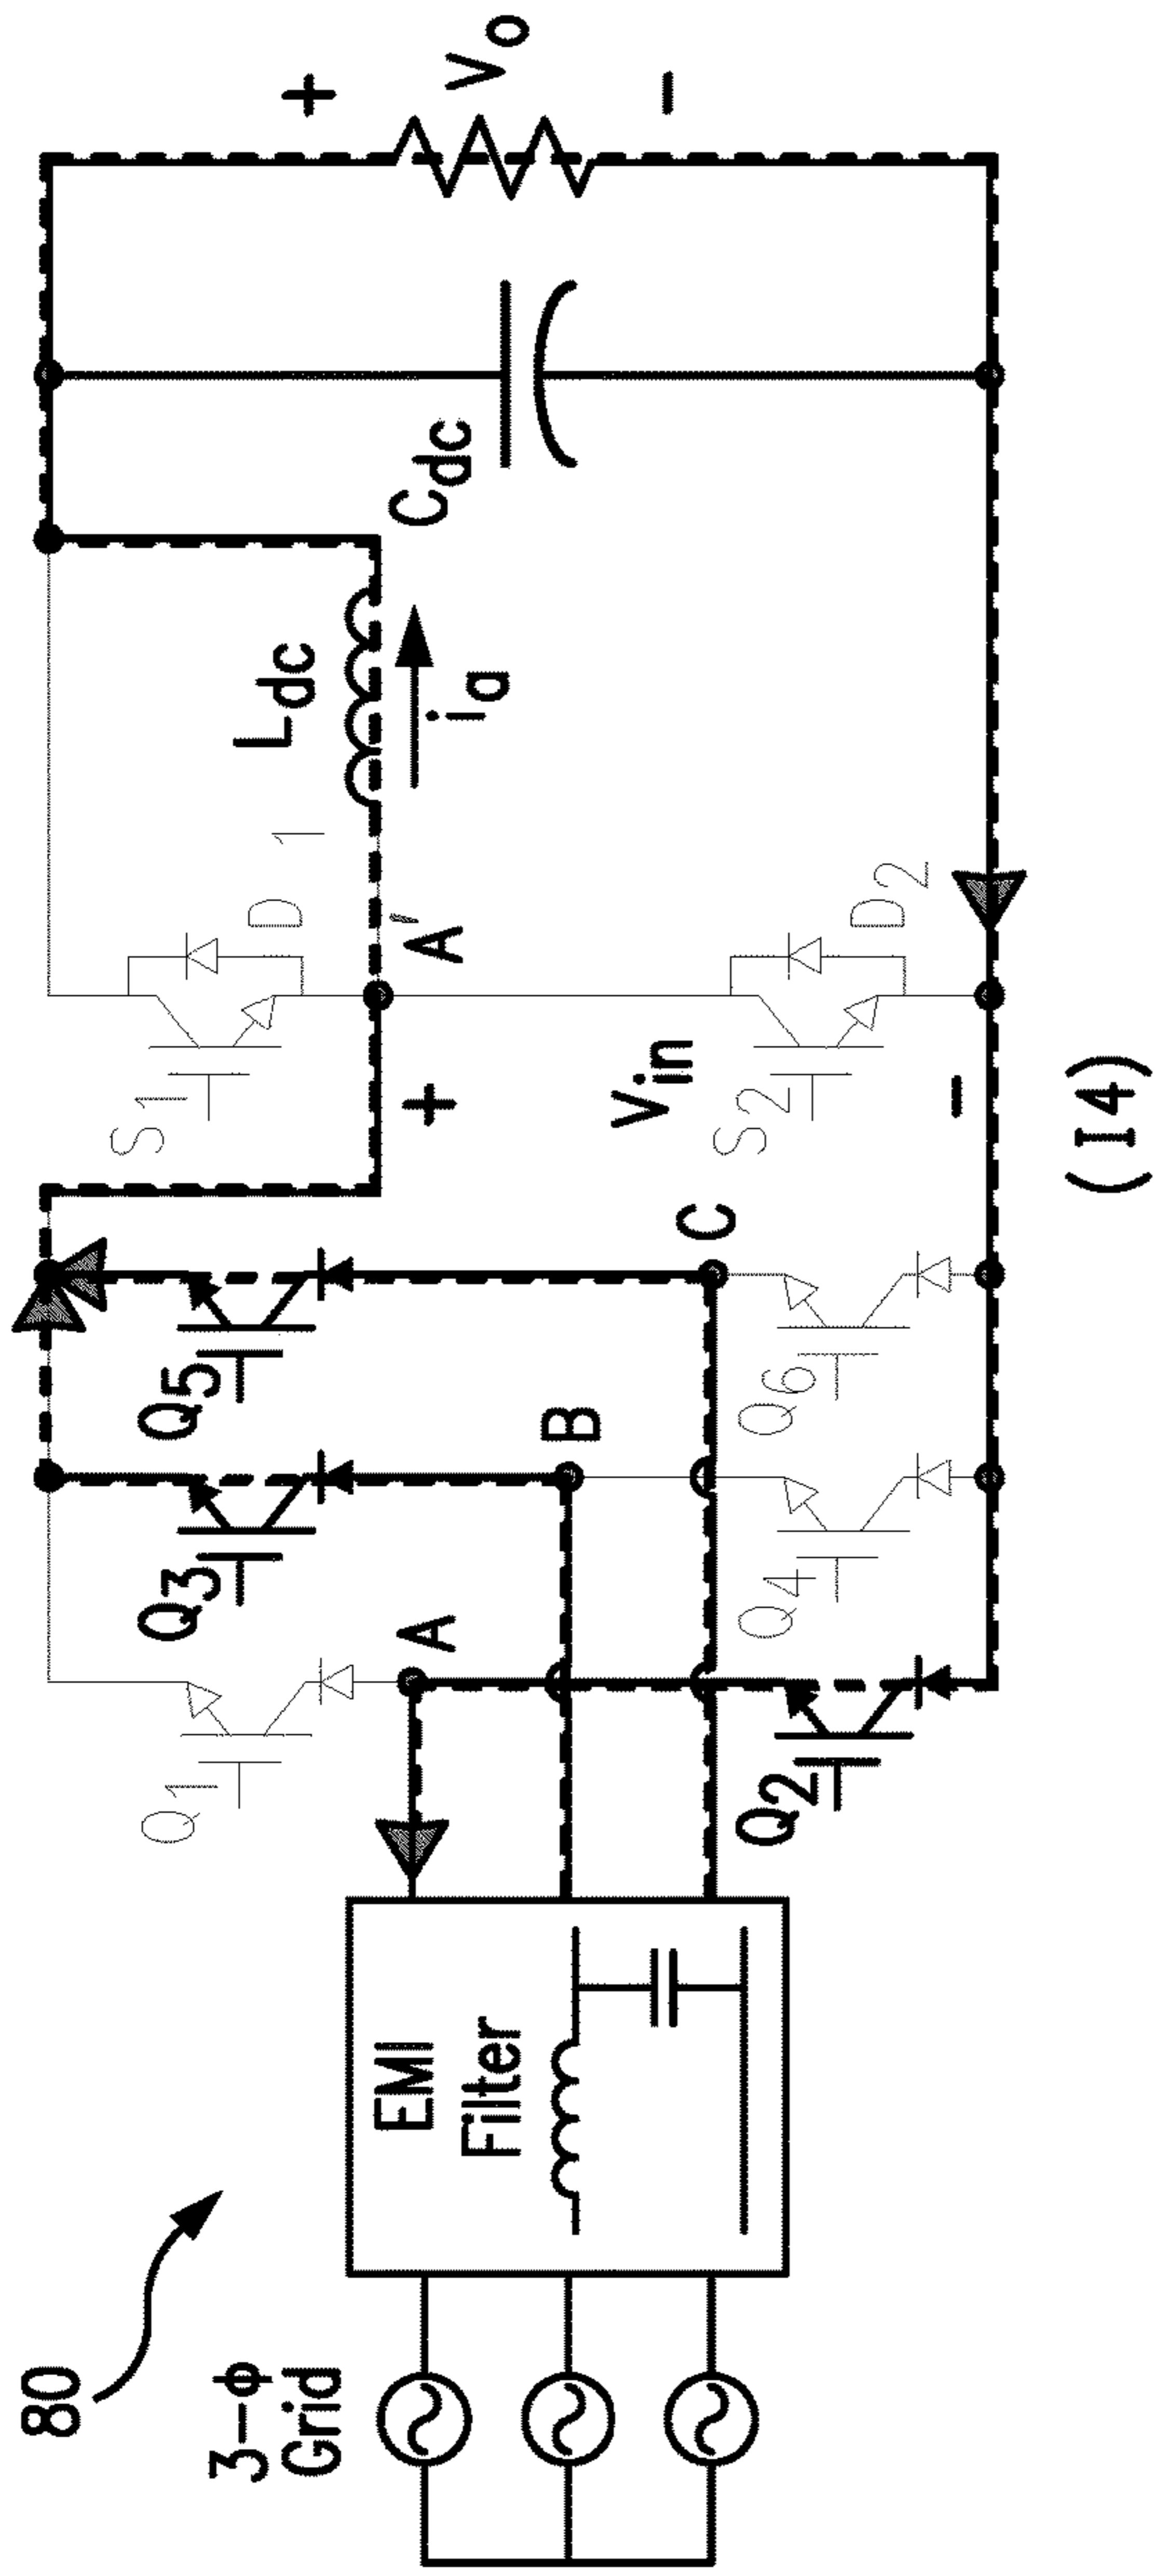 80
3-ϕ
Grid
EMI
Filter
Q1
Q3
Q5
A
B
C
Q2
Q4
Q6
S1
D1
A'
+
Vin
-
S2
D2
Ldc
ia
Cdc
+
Vo
-
(I4)